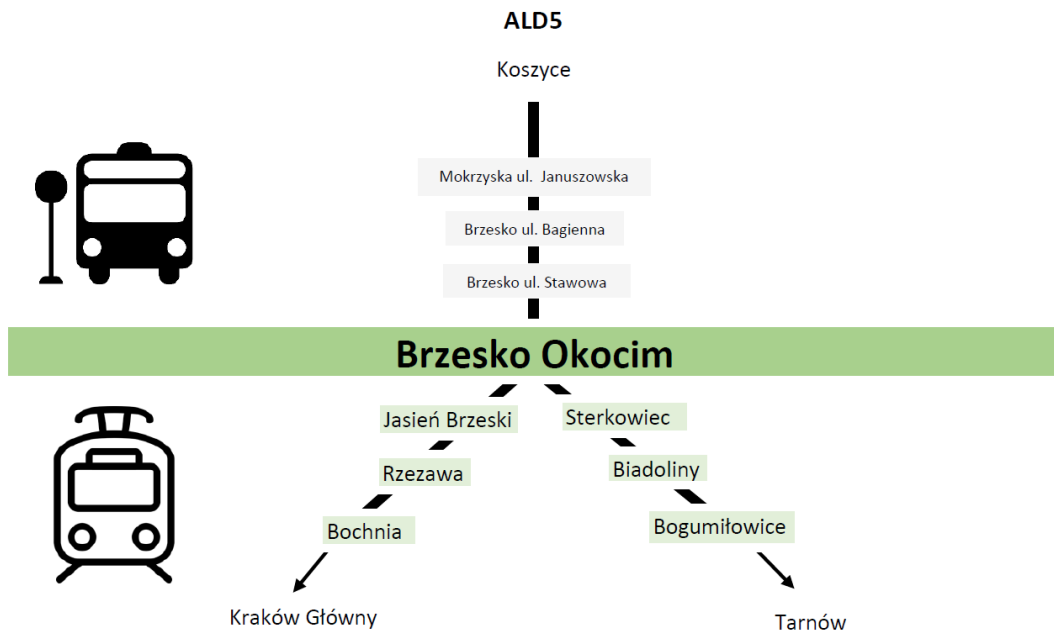 ALD5
Koszyce
Mokrzyska ul. Januszowska
Brzesko ul. Bagienna
Brzesko ul. Stawowa
Brzesko Okocim
Jasień Brzeski
Sterkowiec
Rzezawa
Biadoliny
Bochnia
Bogumiłowice
Kraków Główny
Tarnów